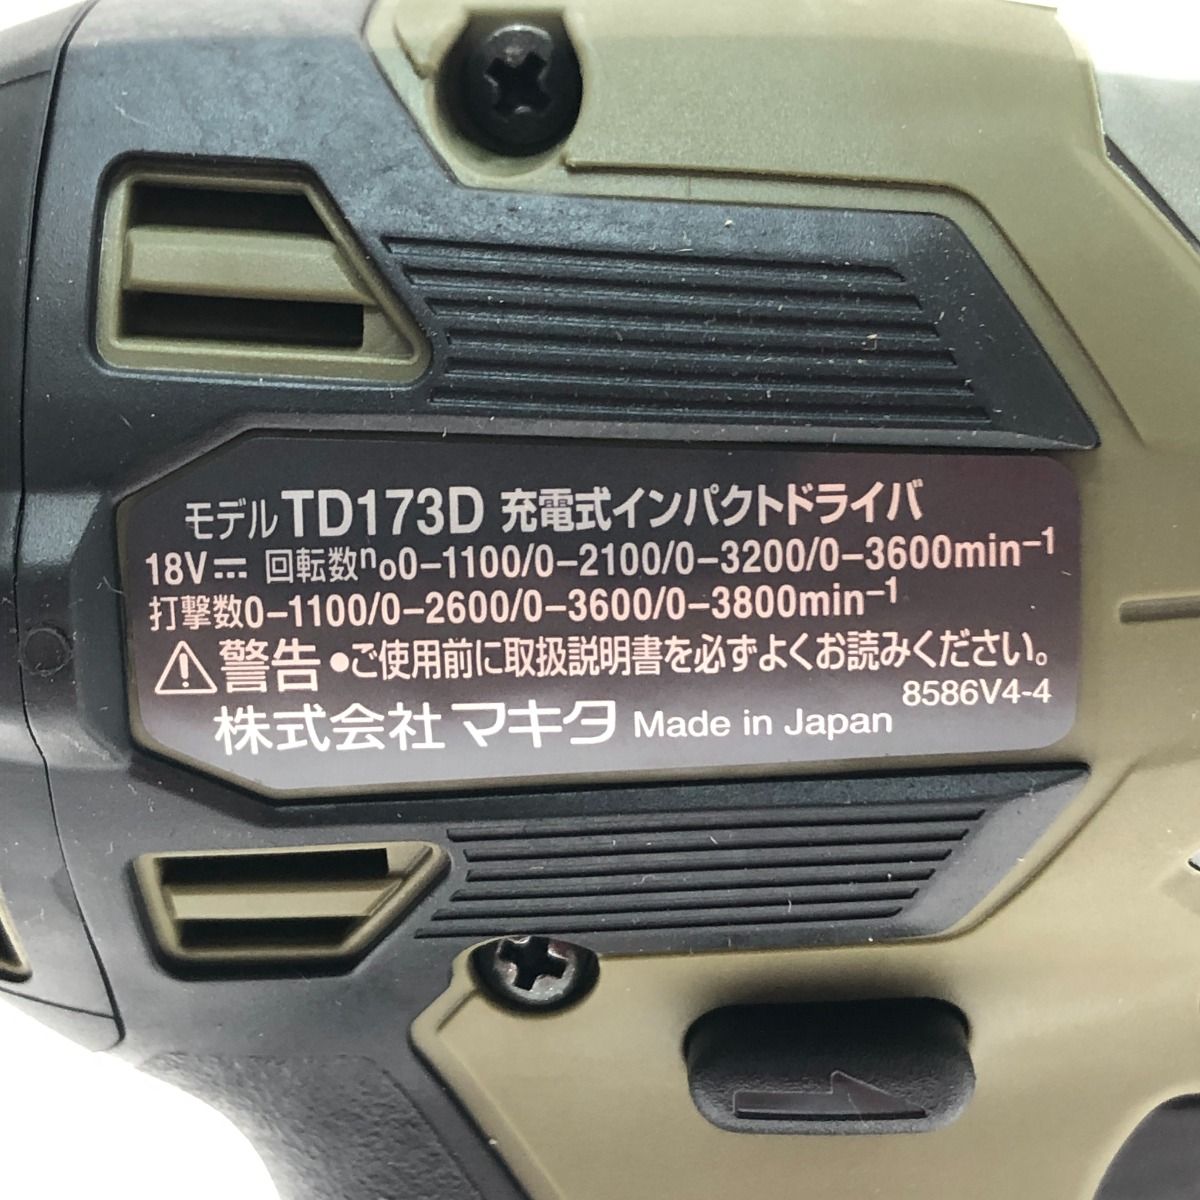 モデル TD173D 充電式インパクトドライバ
18V⎓ 回転数no0-1100/0-2100/0-3200/0-3600min-1
打撃数0-1100/0-2600/0-3600/0-3800min-1
⚠警告 ●ご使用前に取扱説明書を必ずよくお読みください。
8586V4-4
株式会社マキタ Made in Japan